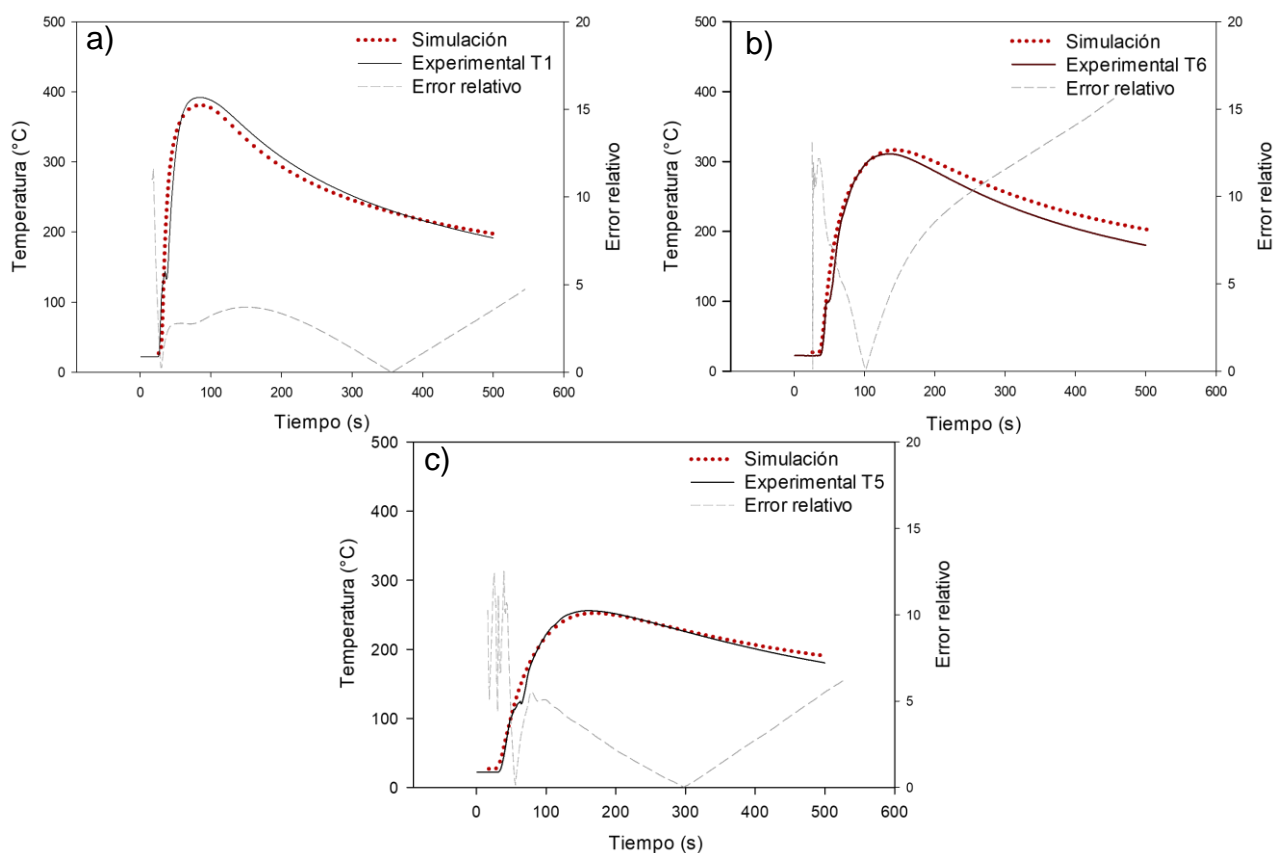 a)
Simulación
Experimental T1
Error relativo
Temperatura (°C)
500
400
300
200
100
0
20
15
10
5
0
Error relativo
0 100 200 300 400 500 600
Tiempo (s)
b)
Simulación
Experimental T6
Error relativo
Temperatura (°C)
500
400
300
200
100
0
20
15
10
5
0
Error relativo
0 100 200 300 400 500 600
Tiempo (s)
c)
Simulación
Experimental T5
Error relativo
Temperatura (°C)
500
400
300
200
100
0
20
15
10
5
0
Error relativo
0 100 200 300 400 500 600
Tiempo (s)